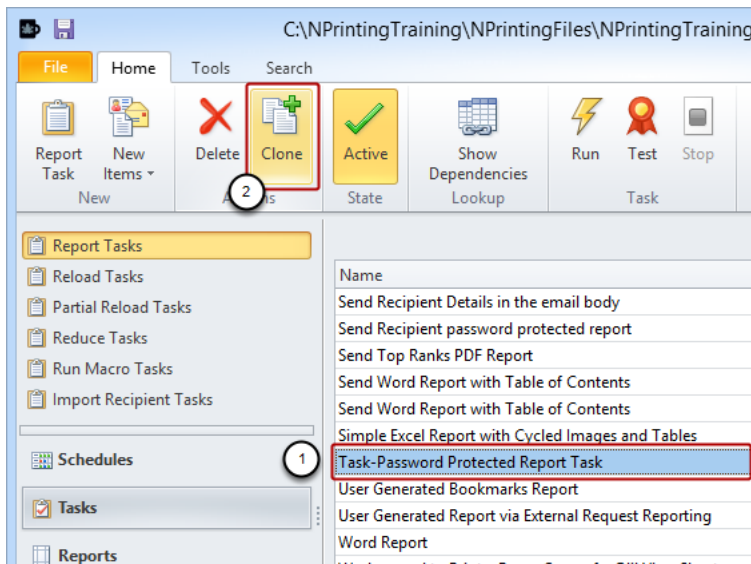 C:\NPrintingTraining\NPrintingFiles\NPrintingTraining
File Home Tools Search
Report Task
New Items
Delete
Clone
Active
Show Dependencies
Run
Test
Stop
2
New
State
Lookup
Task
Report Tasks
Reload Tasks
Partial Reload Tasks
Reduce Tasks
Run Macro Tasks
Import Recipient Tasks
Schedules
Tasks
Reports
Name
Send Recipient Details in the email body
Send Recipient password protected report
Send Top Ranks PDF Report
Send Word Report with Table of Contents
Send Word Report with Table of Contents
Simple Excel Report with Cycled Images and Tables
1
Task-Password Protected Report Task
User Generated Bookmarks Report
User Generated Report via External Request Reporting
Word Report